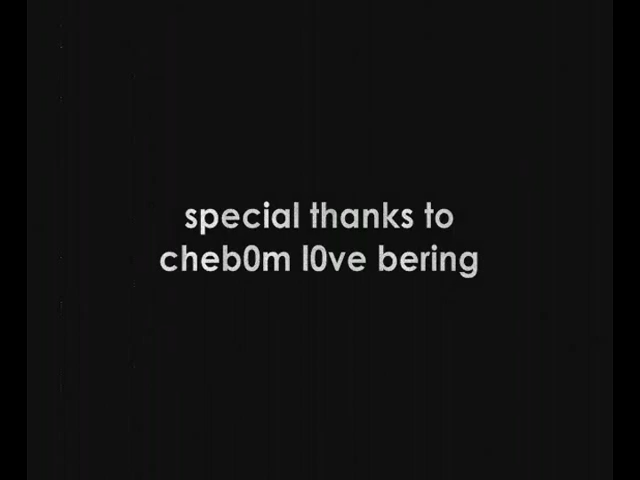 special thanks to
cheb0m l0ve bering